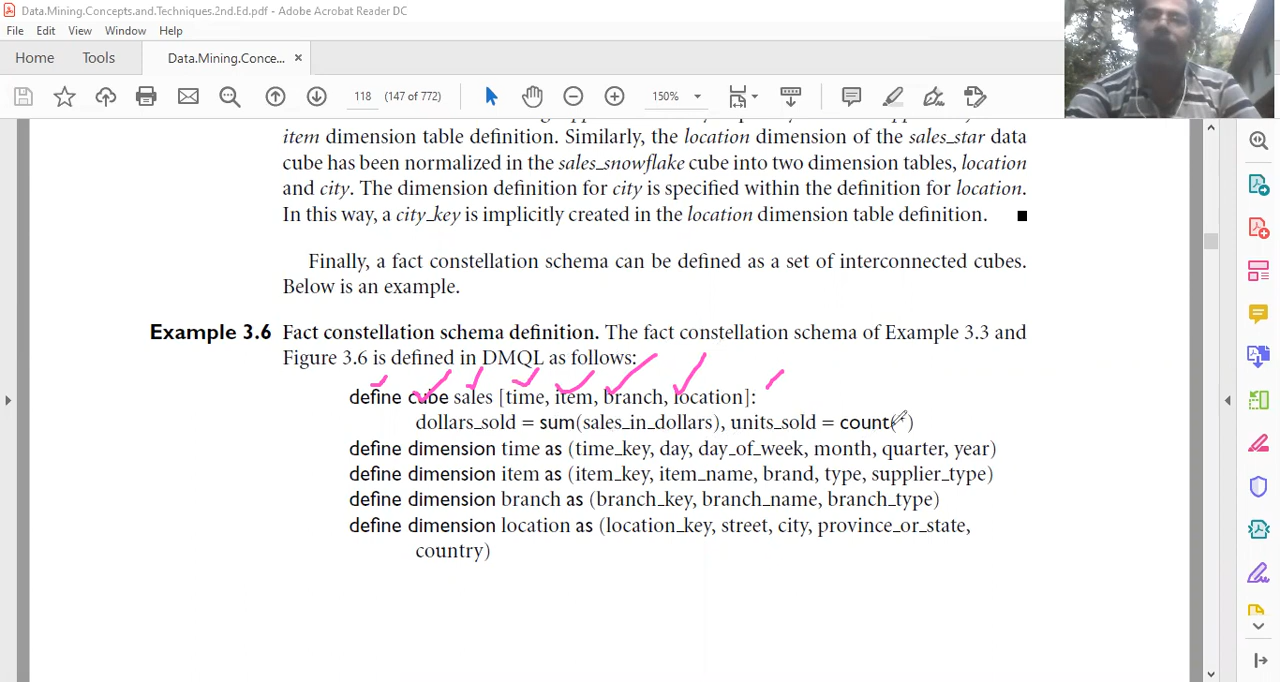 Data.Mining.Concepts.and.Techniques.2nd.Ed.pdf - Adobe Acrobat Reader DC
File Edit View Window Help
Home Tools Data.Mining.Conce... ×
118 (147 of 772) 150%
item dimension table definition. Similarly, the location dimension of the sales_star data
cube has been normalized in the sales_snowflake cube into two dimension tables, location
and city. The dimension definition for city is specified within the definition for location.
In this way, a city_key is implicitly created in the location dimension table definition.
Finally, a fact constellation schema can be defined as a set of interconnected cubes.
Below is an example.
Example 3.6 Fact constellation schema definition. The fact constellation schema of Example 3.3 and
Figure 3.6 is defined in DMQL as follows:
define cube sales [time, item, branch, location]:
dollars_sold = sum(sales_in_dollars), units_sold = count( )
define dimension time as (time_key, day, day_of_week, month, quarter, year)
define dimension item as (item_key, item_name, brand, type, supplier_type)
define dimension branch as (branch_key, branch_name, branch_type)
define dimension location as (location_key, street, city, province_or_state,
country)